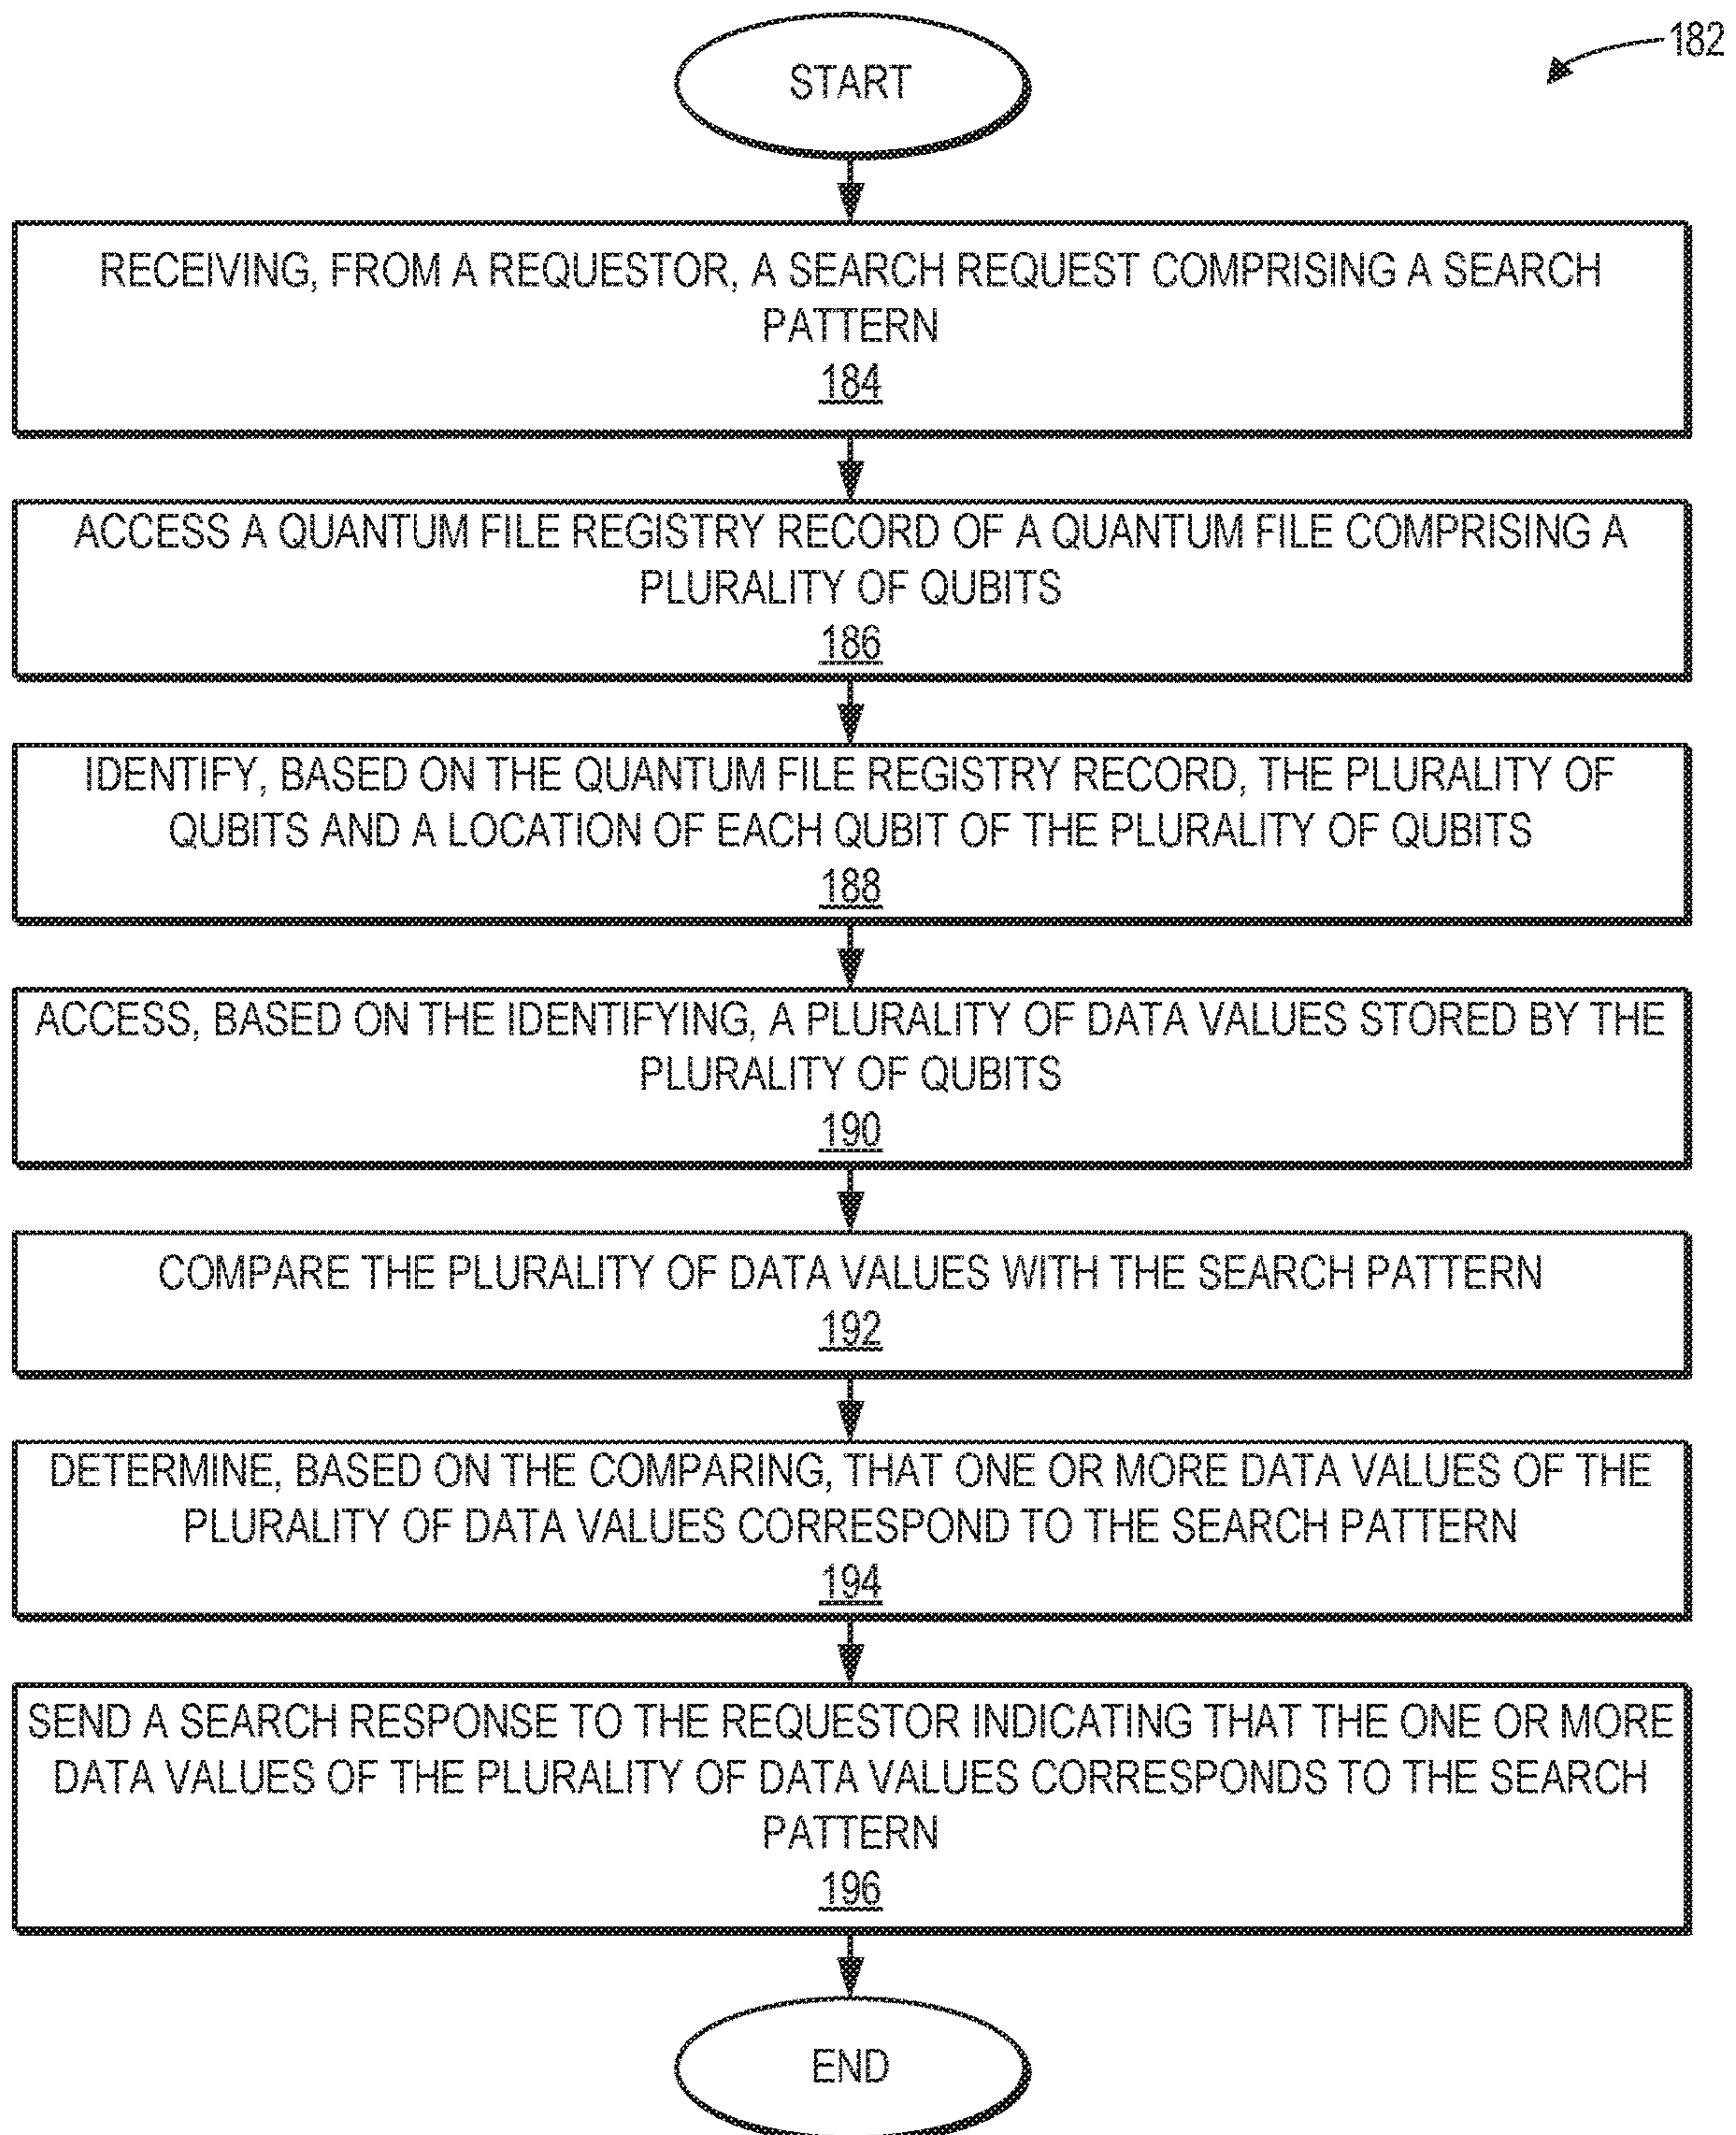 182
START
RECEIVING, FROM A REQUESTOR, A SEARCH REQUEST COMPRISING A SEARCH
PATTERN
184
ACCESS A QUANTUM FILE REGISTRY RECORD OF A QUANTUM FILE COMPRISING A
PLURALITY OF QUBITS
186
IDENTIFY, BASED ON THE QUANTUM FILE REGISTRY RECORD, THE PLURALITY OF
QUBITS AND A LOCATION OF EACH QUBIT OF THE PLURALITY OF QUBITS
188
ACCESS, BASED ON THE IDENTIFYING, A PLURALITY OF DATA VALUES STORED BY THE
PLURALITY OF QUBITS
190
COMPARE THE PLURALITY OF DATA VALUES WITH THE SEARCH PATTERN
192
DETERMINE, BASED ON THE COMPARING, THAT ONE OR MORE DATA VALUES OF THE
PLURALITY OF DATA VALUES CORRESPOND TO THE SEARCH PATTERN
194
SEND A SEARCH RESPONSE TO THE REQUESTOR INDICATING THAT THE ONE OR MORE
DATA VALUES OF THE PLURALITY OF DATA VALUES CORRESPONDS TO THE SEARCH
PATTERN
196
END